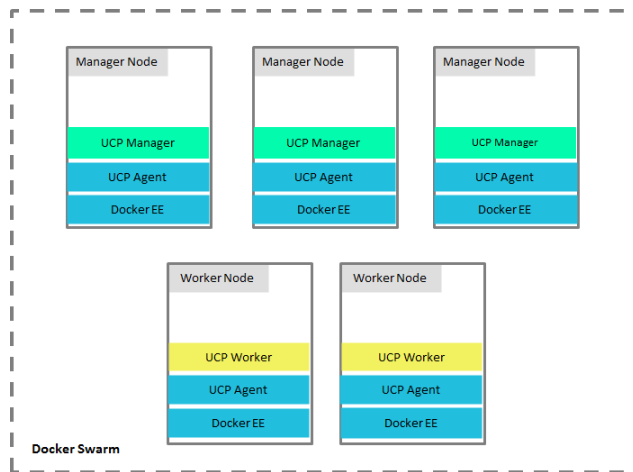 Manager Node
Manager Node
Manager Node
UCP Manager
UCP Manager
UCP Manager
UCP Agent
UCP Agent
UCP Agent
Docker EE
Docker EE
Docker EE
Worker Node
Worker Node
UCP Worker
UCP Worker
UCP Agent
UCP Agent
Docker EE
Docker EE
Docker Swarm